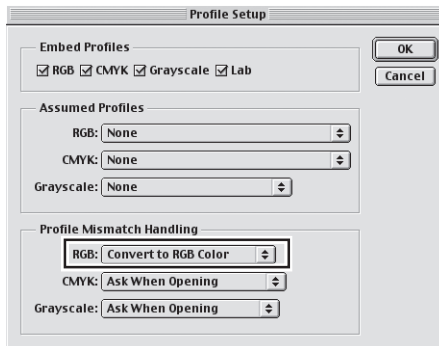 Profile Setup
Embed Profiles
RGB CMYK Grayscale Lab
OK
Cancel
Assumed Profiles
RGB: None
CMYK: None
Grayscale: None
Profile Mismatch Handling
RGB: Convert to RGB Color
CMYK: Ask When Opening
Grayscale: Ask When Opening